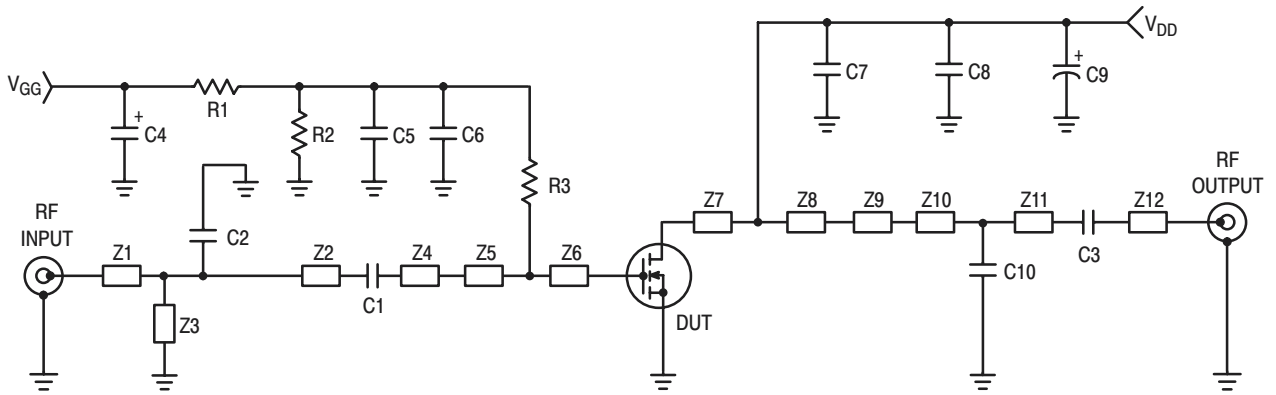 V_DD
C7
C8
C9
+
V_GG
R1
+
C4
R2
C5
C6
R3
RF
INPUT
C2
Z1
Z2
C1
Z4
Z5
Z6
Z3
DUT
Z7
Z8
Z9
Z10
Z11
C3
Z12
RF
OUTPUT
C10